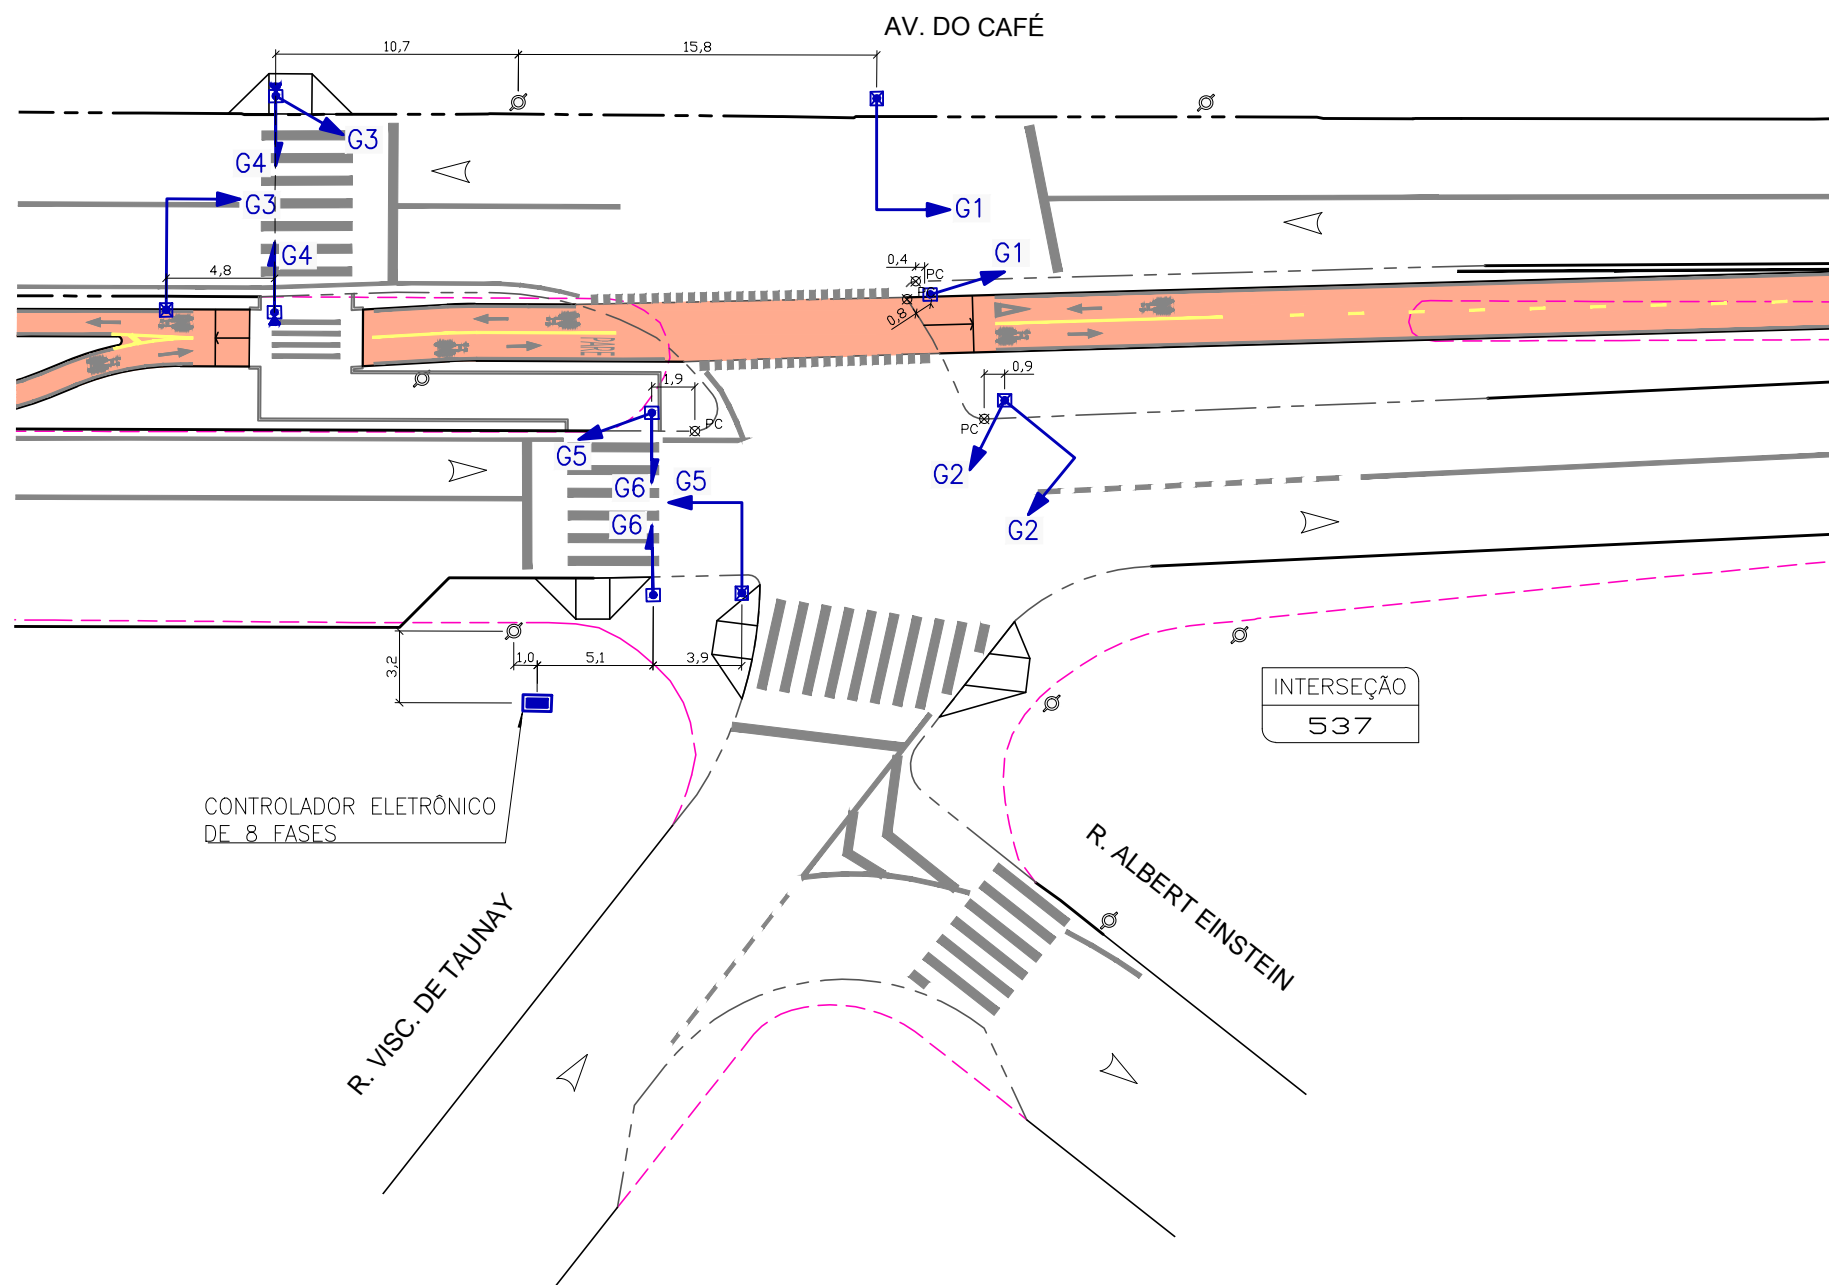 AV. DO CAFÉ
10,7
15,8
G3
G4
G3
G1
G4
G1
4,8
0,4
PC
0,8
PARE
1,9
0,9
PC
PC
G5
G6
G5
G2
G6
G2
3,2
1,0
5,1
3,9
INTERSEÇÃO
537
CONTROLADOR ELETRÔNICO
DE 8 FASES
R. VISC. DE TAUNAY
R. ALBERT EINSTEIN